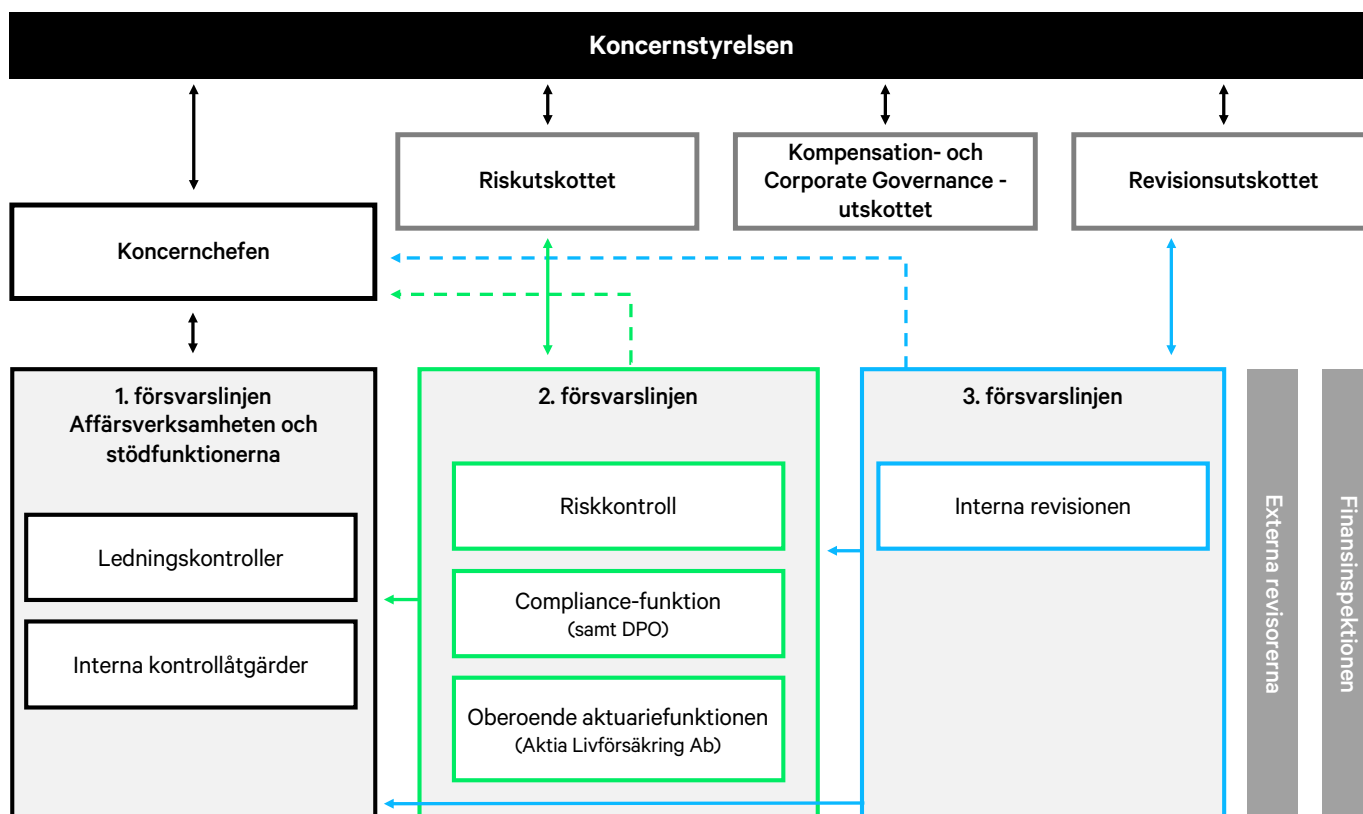 Koncernstyrelsen
Riskutskottet
Kompensation- och
Corporate Governance -
utskottet
Revisionsutskottet
Koncernchefen
1. försvarslinjen
Affärsverksamheten och
stödfunktionerna
Ledningskontroller
Interna kontrollåtgärder
2. försvarslinjen
Riskkontroll
Compliance-funktion
(samt DPO)
Oberoende aktuariefunktionen
(Aktia Livförsäkring Ab)
3. försvarslinjen
Interna revisionen
Externa revisorerna
Finansinspektionen